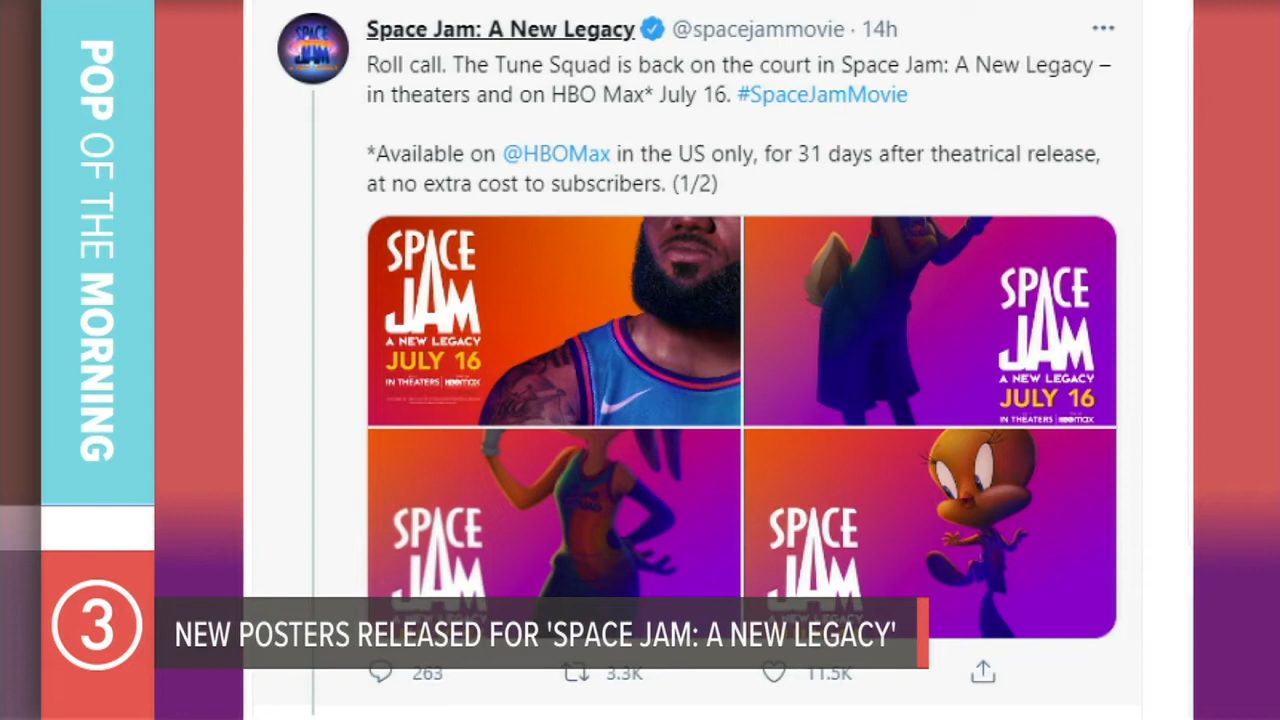 POP OF THE MORNING
SPACE
JAM
Space Jam: A New Legacy @spacejammovie · 14h
Roll call. The Tune Squad is back on the court in Space Jam: A New Legacy –
in theaters and on HBO Max* July 16. #SpaceJamMovie
*Available on @HBOMax in the US only, for 31 days after theatrical release,
at no extra cost to subscribers. (1/2)
SPACE
JAM
A NEW LEGACY
JULY 16
IN THEATERS | HBOMAX
SPACE
JAM
A NEW LEGACY
JULY 16
IN THEATERS | HBOMAX
SPACE
JAM
SPACE
JAM
3
NEW POSTERS RELEASED FOR 'SPACE JAM: A NEW LEGACY'
263
3.3K
11.5K